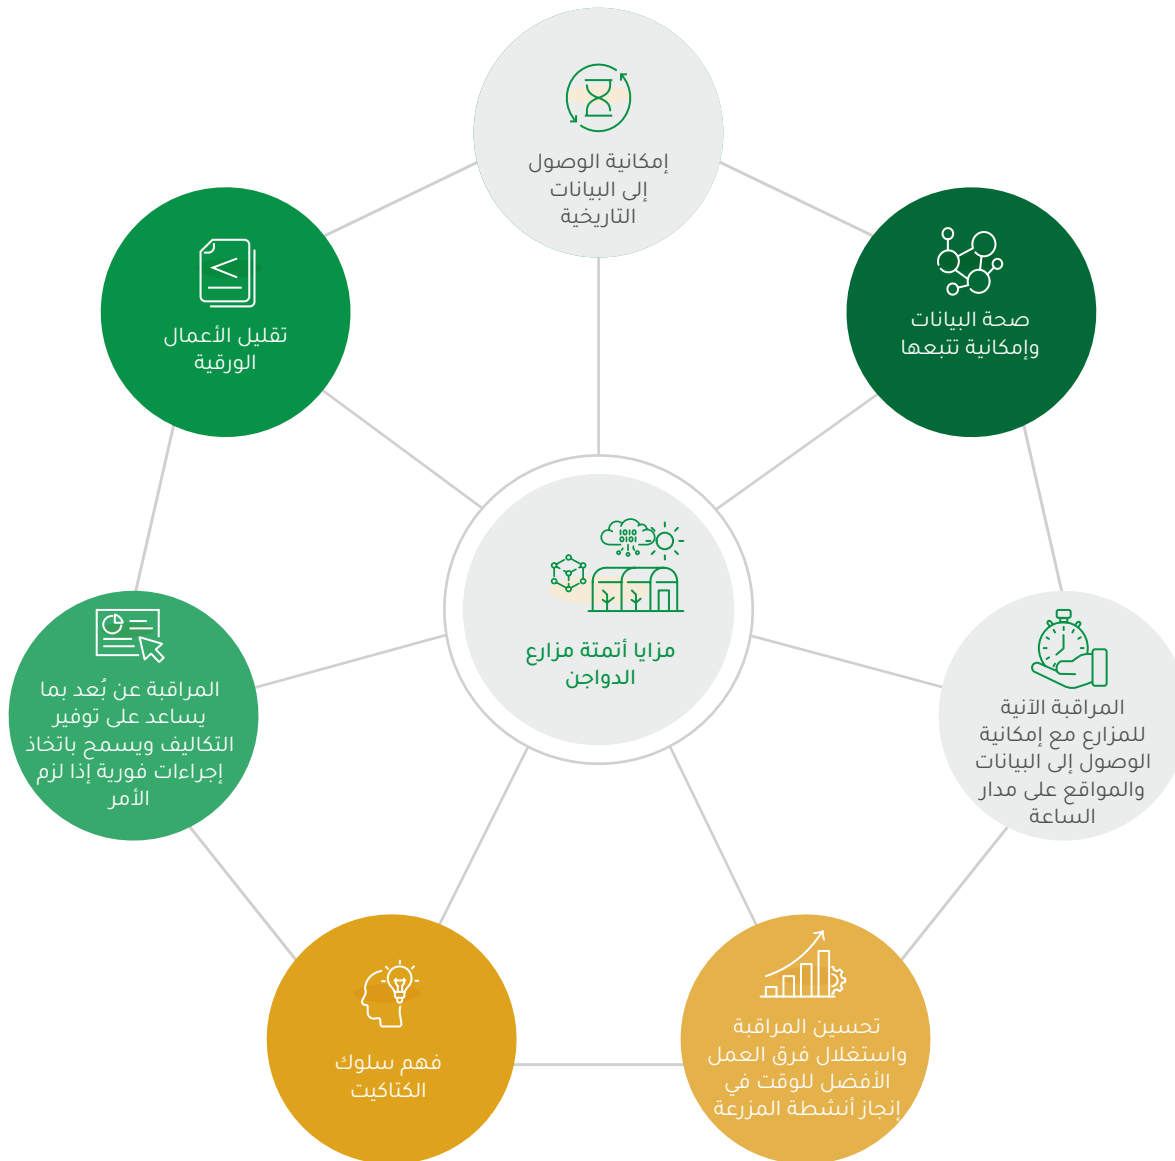 إمكانية الوصول
إلى البيانات
التاريخية
صحة البيانات
وإمكانية تتبعها
المراقبة الآنية
للمزارع مع إمكانية
الوصول إلى البيانات
والمواقع على مدار
الساعة
تحسين المراقبة
واستغلال فرق العمل
الأفضل للوقت في
إنجاز أنشطة المزرعة
فهم سلوك
الكتاكيت
المراقبة عن بُعد بما
يساعد على توفير
التكاليف ويسمح باتخاذ
إجراءات فورية إذا لزم
الأمر
تقليل الأعمال
الورقية
مزايا أتمتة مزارع
الدواجن